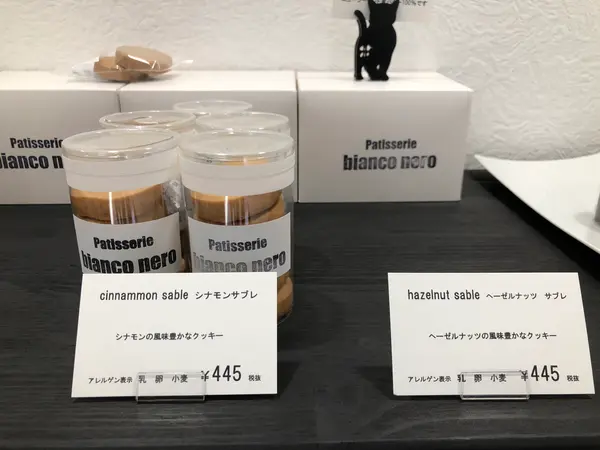 100%です
Patisserie
bianco nero
Patisserie
bianco nero
Patisserie
bianco nero
Patisserie
bianco nero
cinnammon sable シナモンサブレ
シナモンの風味豊かなクッキー
アレルゲン表示 乳 卵 小麦 ¥445 税抜
hazelnut sable ヘーゼルナッツ サブレ
ヘーゼルナッツの風味豊かなクッキー
アレルゲン表示 乳 卵 小麦 ¥445 税抜